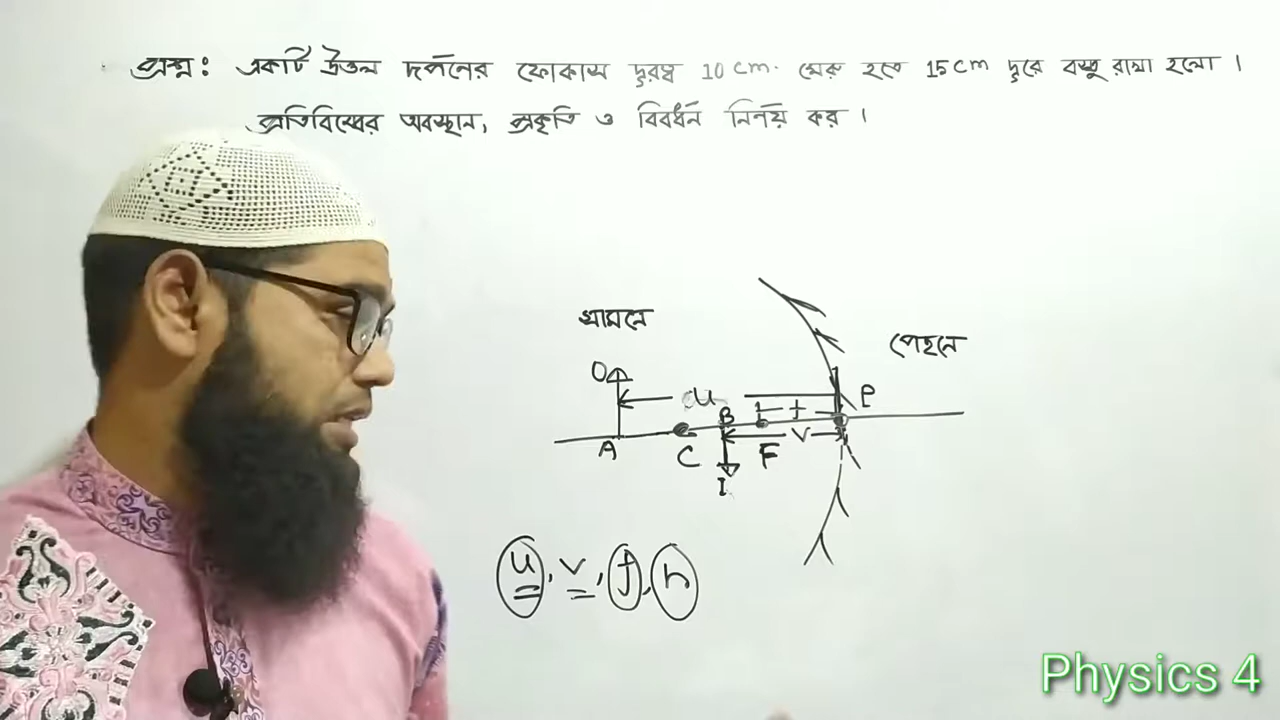 প্রশ্ন: একটি উত্তল দর্পনের ফোকাস দূরত্ব 10 cm. মেরু হতে 15 cm দূরে বস্তু রাখা হলো।
প্রতিবিম্বের অবস্থান, প্রকৃতি ও বিবর্ধন নির্ণয় কর।
সামনে
পেছনে
O
u
P
B
f
A
C
F
v
I
u, v, f, r
Physics 4